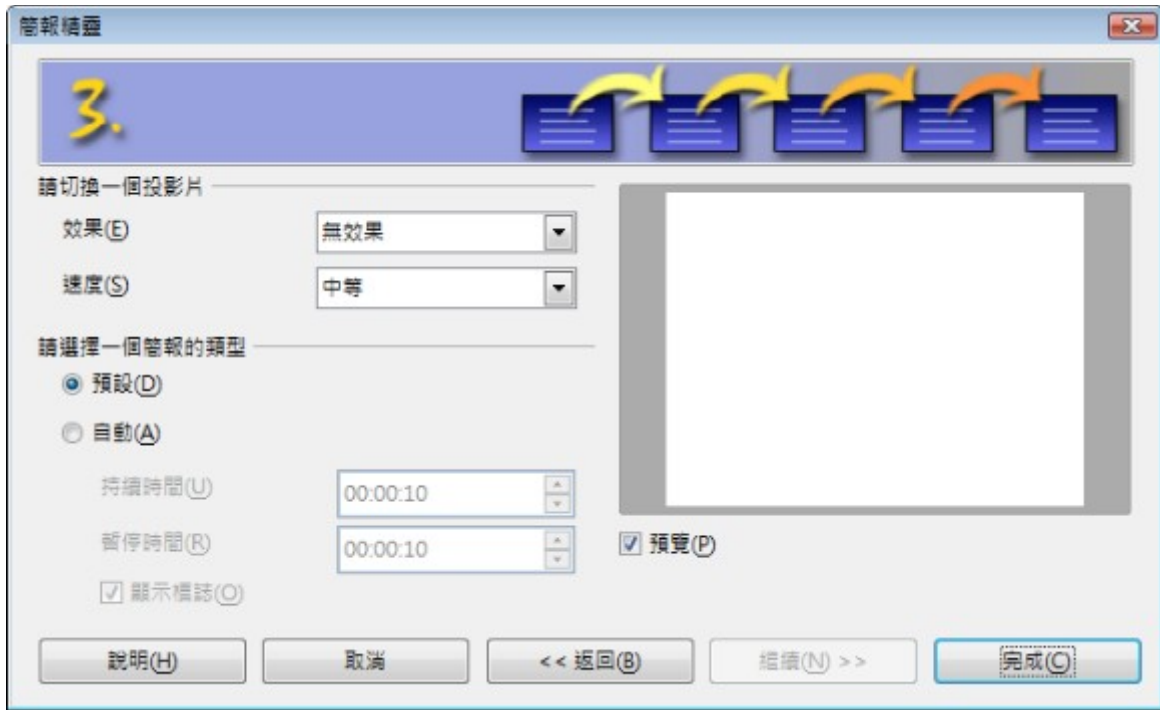 簡報精靈
3.
請切換一個投影片
效果(E) 無效果
速度(S) 中等
請選擇一個簡報的類型
預設(D)
自動(A)
持續時間(U) 00:00:10
暫停時間(R) 00:00:10
顯示標誌(O)
預覽(P)
說明(H) 取消 << 返回(B) 繼續(N) >> 完成(C)